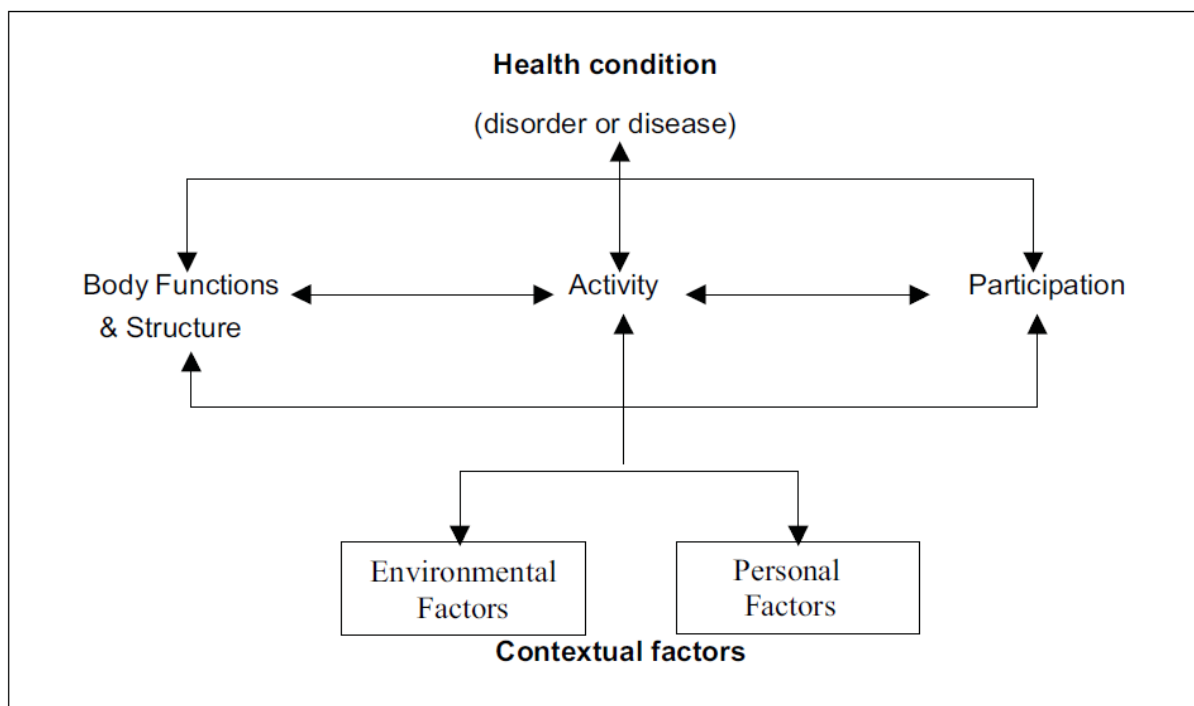 Health condition
(disorder or disease)
Body Functions
& Structure
Activity
Participation
Environmental
Factors
Personal
Factors
Contextual factors